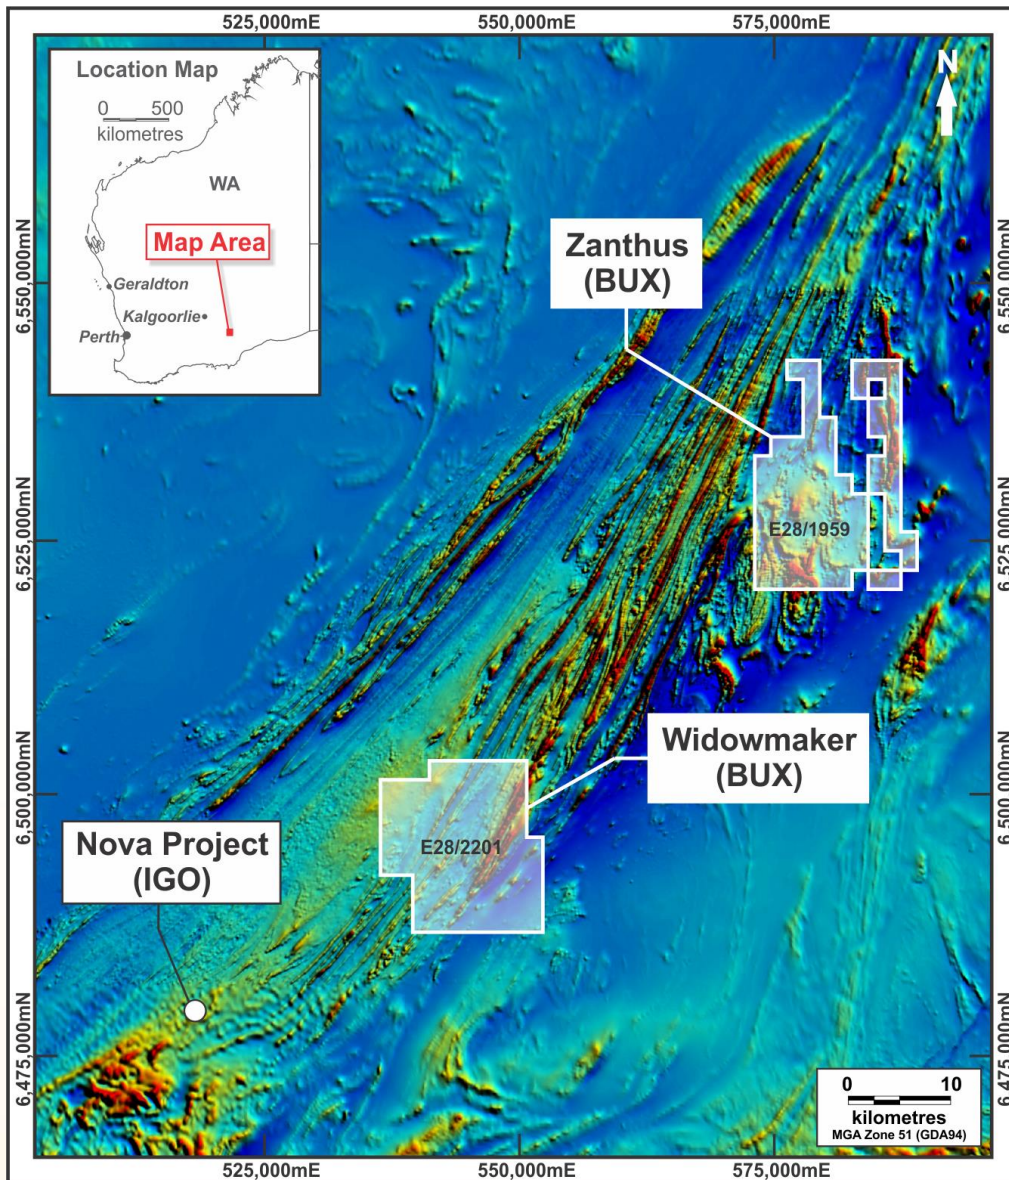 525,000mE 550,000mE 575,000mE
Location Map
0 500
kilometres
WA
Map Area
Geraldton
Kalgoorlie
Perth
N
Zanthus
(BUX)
6,550,000mN
6,550,000mN
E28/1959
6,525,000mN
6,525,000mN
Widowmaker
(BUX)
6,500,000mN
6,500,000mN
E28/2201
Nova Project
(IGO)
6,475,000mN
6,475,000mN
0 10
kilometres
MGA Zone 51 (GDA94)
525,000mE 550,000mE 575,000mE